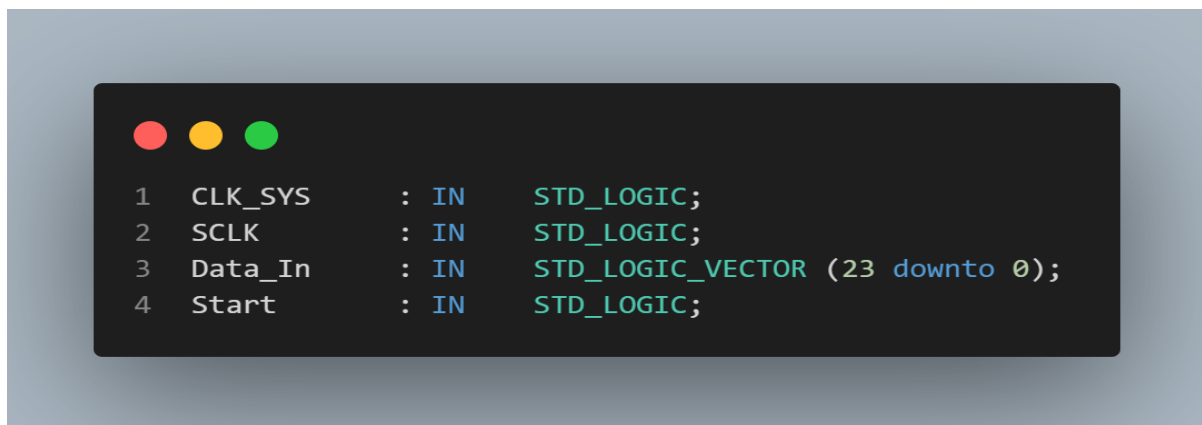 1 CLK_SYS : IN STD_LOGIC;
2 SCLK : IN STD_LOGIC;
3 Data_In : IN STD_LOGIC_VECTOR (23 downto 0);
4 Start : IN STD_LOGIC;